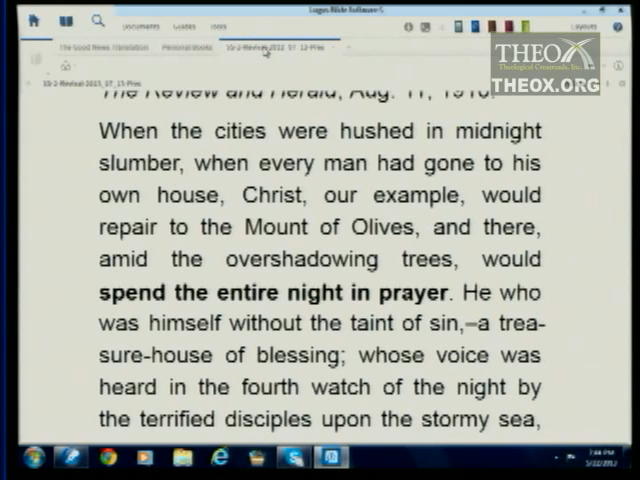 Logos Bible Software 5
Documents Guides Tools
Layouts
The Good News Translation Personal Books
THEOX
Theological Crossroads, Inc.
THEOX.ORG
The Review and Herald, Aug. 11, 1910.
When the cities were hushed in midnight
slumber, when every man had gone to his
own house, Christ, our example, would
repair to the Mount of Olives, and there,
amid the overshadowing trees, would
spend the entire night in prayer. He who
was himself without the taint of sin,–a trea-
sure-house of blessing; whose voice was
heard in the fourth watch of the night by
the terrified disciples upon the stormy sea,